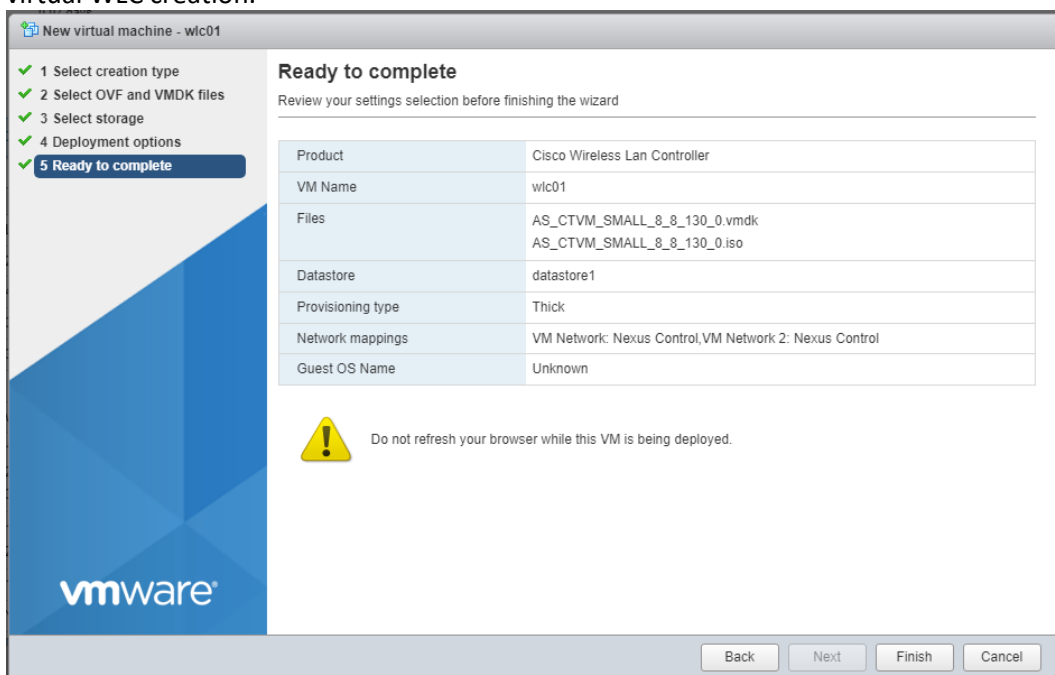 virtual WLC creation.
New virtual machine - wlc01
1 Select creation type
2 Select OVF and VMDK files
3 Select storage
4 Deployment options
5 Ready to complete
Ready to complete
Review your settings selection before finishing the wizard
Product Cisco Wireless Lan Controller
VM Name wlc01
Files AS_CTVM_SMALL_8_8_130_0.vmdk
AS_CTVM_SMALL_8_8_130_0.iso
Datastore datastore1
Provisioning type Thick
Network mappings VM Network: Nexus Control,VM Network 2: Nexus Control
Guest OS Name Unknown
Do not refresh your browser while this VM is being deployed.
vmware®
Back Next Finish Cancel